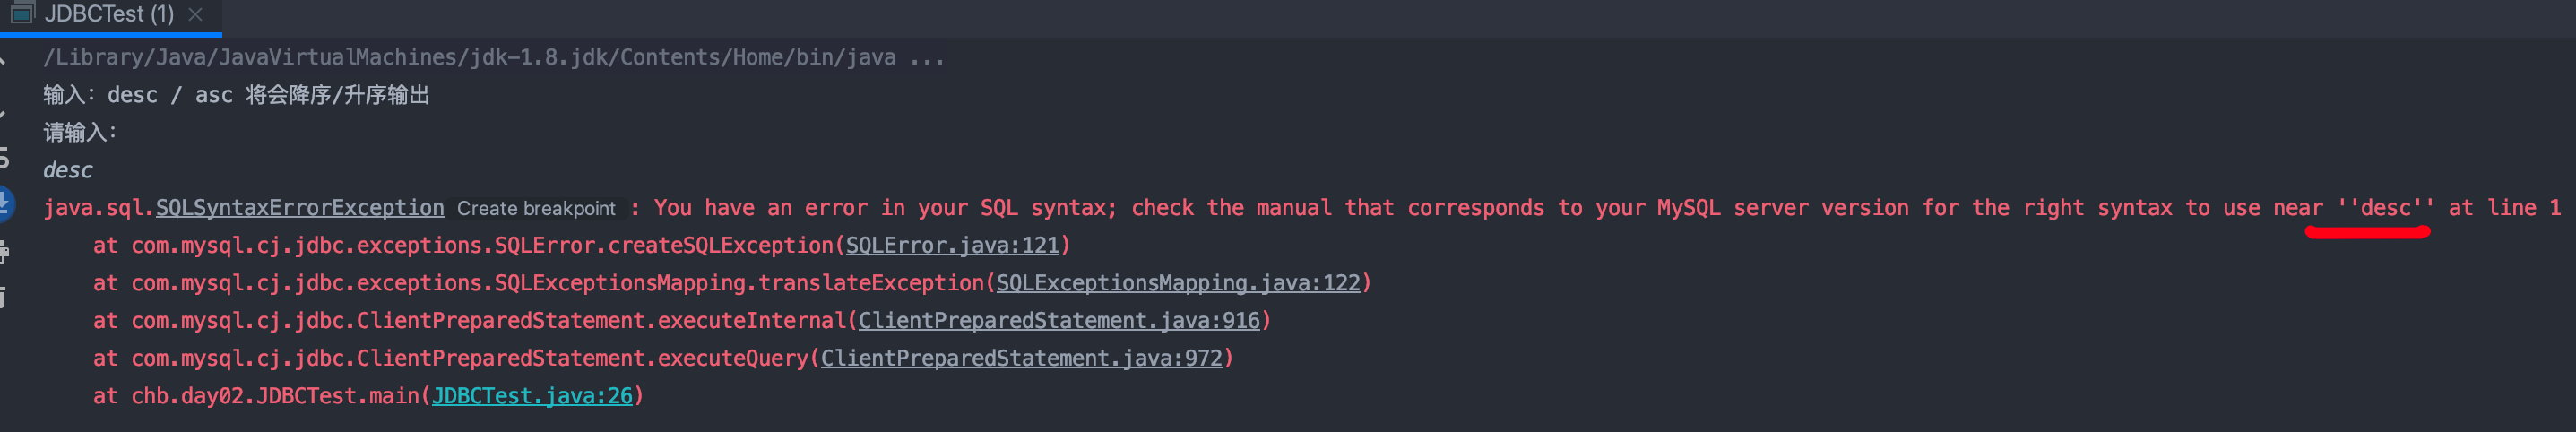 JDBCTest (1)
/Library/Java/JavaVirtualMachines/jdk-1.8.jdk/Contents/Home/bin/java ...
输入：desc / asc 将会降序/升序输出
请输入：
desc
java.sql.SQLSyntaxErrorException Create breakpoint : You have an error in your SQL syntax; check the manual that corresponds to your MySQL server version for the right syntax to use near ''desc'' at line 1
at com.mysql.cj.jdbc.exceptions.SQLError.createSQLException(SQLError.java:121)
at com.mysql.cj.jdbc.exceptions.SQLExceptionsMapping.translateException(SQLExceptionsMapping.java:122)
at com.mysql.cj.jdbc.ClientPreparedStatement.executeInternal(ClientPreparedStatement.java:916)
at com.mysql.cj.jdbc.ClientPreparedStatement.executeQuery(ClientPreparedStatement.java:972)
at chb.day02.JDBCTest.main(JDBCTest.java:26)